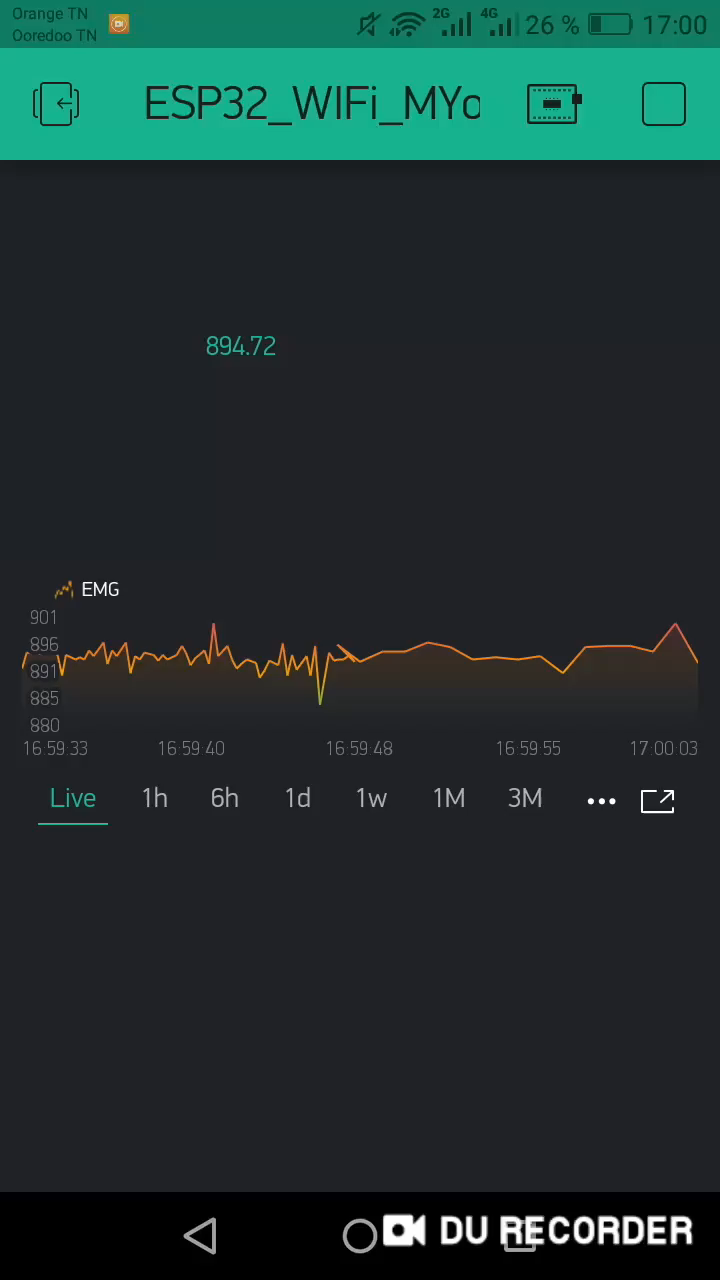 Orange TN
Ooredoo TN
2G 4G 26 % 17:00
ESP32_WIFi_MYo
894.72
EMG
901
896
891
885
880
16:59:33 16:59:40 16:59:48 16:59:55 17:00:03
Live 1h 6h 1d 1w 1M 3M
DU RECORDER